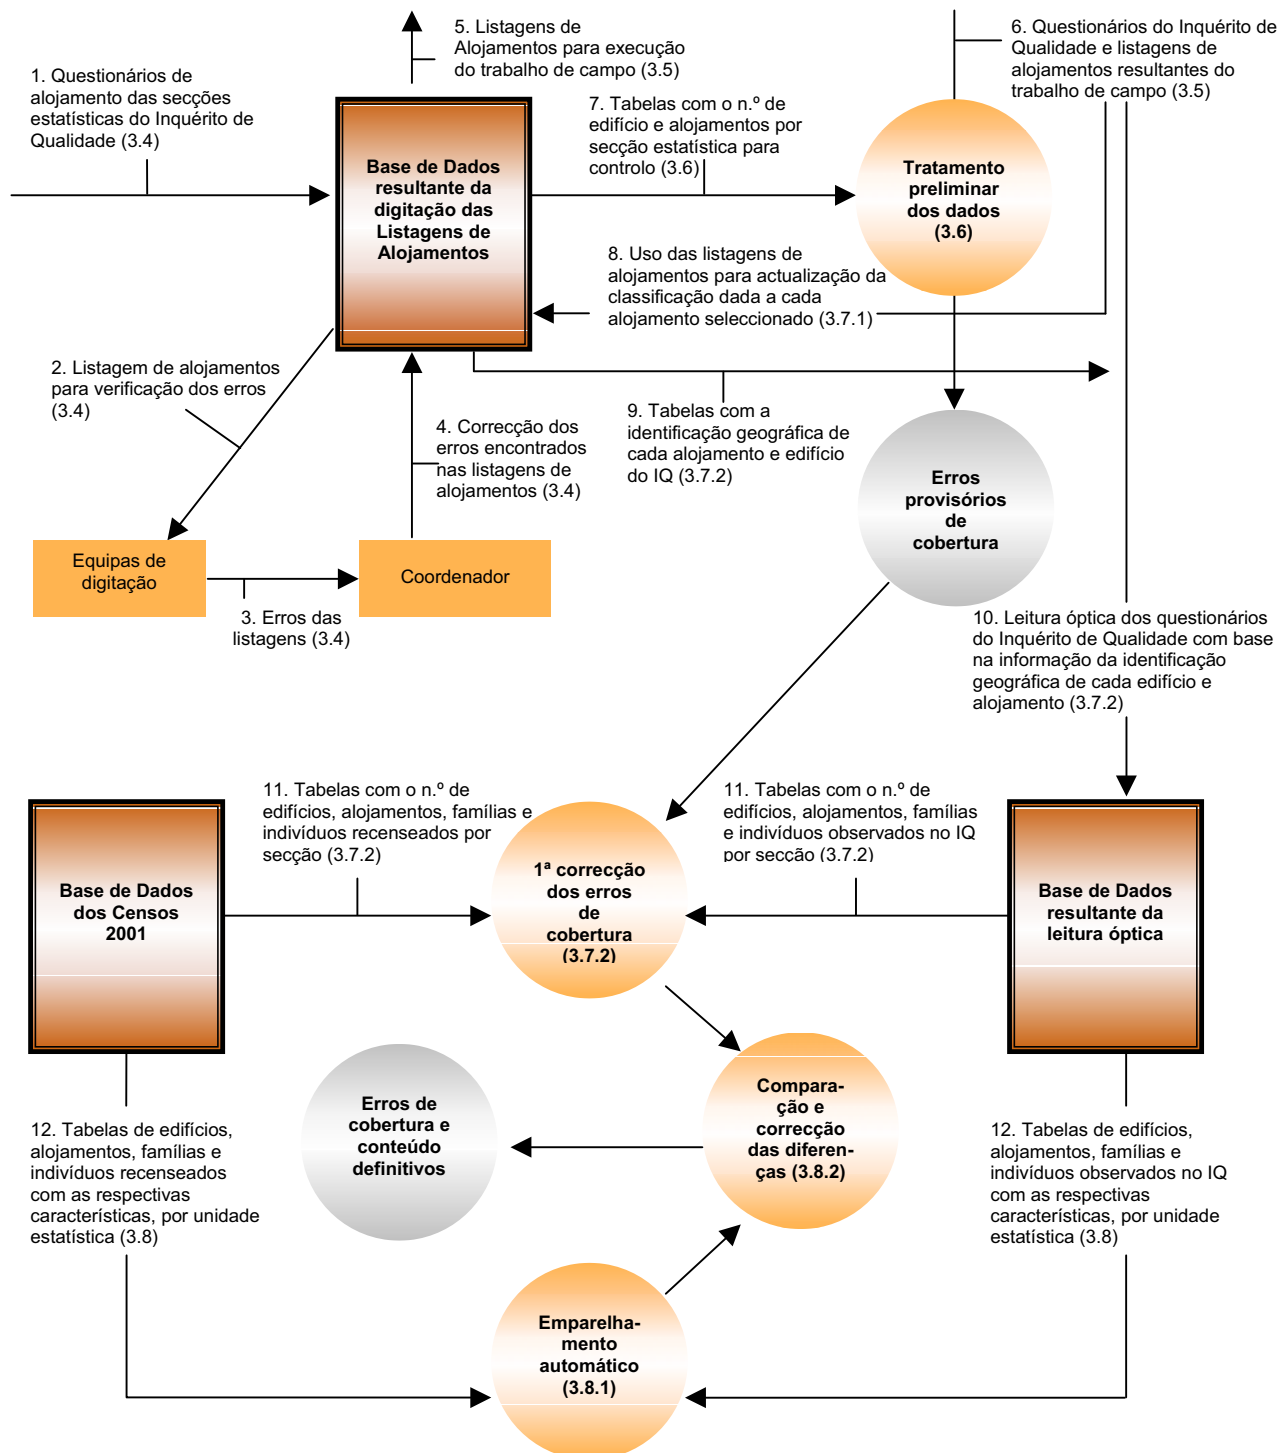 5. Listagens de
Alojamentos para execução
do trabalho de campo (3.5)
6. Questionários do Inquérito de
Qualidade e listagens de
alojamentos resultantes do
trabalho de campo (3.5)
1. Questionários de
alojamento das secções
estatísticas do Inquérito de
Qualidade (3.4)
7. Tabelas com o n.º de
edifício e alojamentos por
secção estatística para
controlo (3.6)
Base de Dados
resultante da
digitação das
Listagens de
Alojamentos
Tratamento
preliminar
dos dados
(3.6)
8. Uso das listagens de
alojamentos para actualização da
classificação dada a cada
alojamento seleccionado (3.7.1)
2. Listagem de alojamentos
para verificação dos erros
(3.4)
4. Correcção dos
erros encontrados
nas listagens de
alojamentos (3.4)
9. Tabelas com a
identificação geográfica de
cada alojamento e edifício
do IQ (3.7.2)
Erros
provisórios
de
cobertura
Equipas de
digitação
Coordenador
3. Erros das
listagens (3.4)
10. Leitura óptica dos questionários
do Inquérito de Qualidade com base
na informação da identificação
geográfica de cada edifício e
alojamento (3.7.2)
11. Tabelas com o n.º de
edifícios, alojamentos, famílias e
indivíduos recenseados por
secção (3.7.2)
11. Tabelas com o n.º de
edifícios, alojamentos, famílias
e indivíduos observados no IQ
por secção (3.7.2)
Base de Dados
dos Censos
2001
1ª correcção
dos erros
de
cobertura
(3.7.2)
Base de Dados
resultante da
leitura óptica
Erros de
cobertura e
conteúdo
definitivos
Compara-
ção e
correcção
das diferen-
ças (3.8.2)
12. Tabelas de edifícios,
alojamentos, famílias e
indivíduos recenseados
com as respectivas
características, por unidade
estatística (3.8)
12. Tabelas de edifícios,
alojamentos, famílias e
indivíduos observados no IQ
com as respectivas
características, por unidade
estatística (3.8)
Emparelha-
mento
automático
(3.8.1)